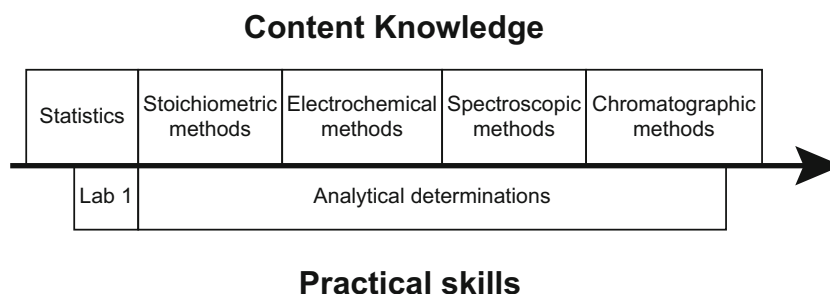 Content Knowledge
Statistics
Stoichiometric
methods
Electrochemical
methods
Spectroscopic
methods
Chromatographic
methods
Lab 1
Analytical determinations
Practical skills